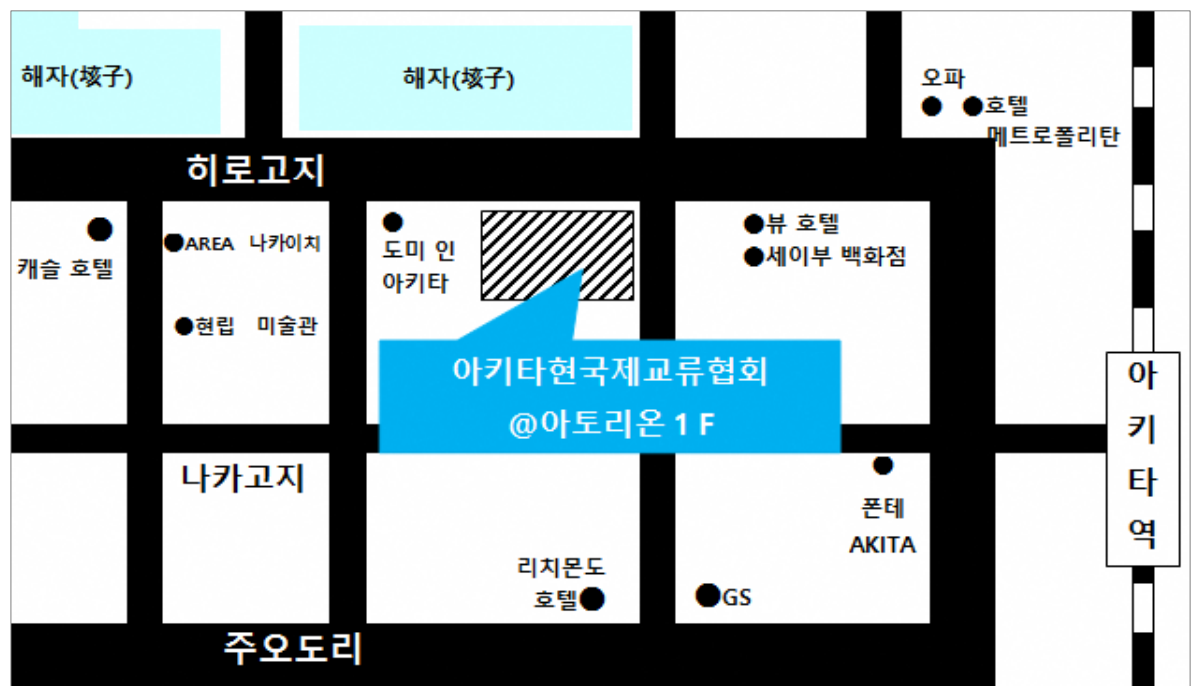 해자(垓子)
해자(垓子)
오파
●  ●호텔
메트로폴리탄
히로고지
캐슬 호텔
●AREA 나카이치
●현립 미술관
도미 인
아키타
●뷰 호텔
●세이부 백화점
아키타현국제교류협회
@아토리온 1 F
아키타역
나카고지
폰테
AKITA
리치몬도
호텔●
●GS
주오도리